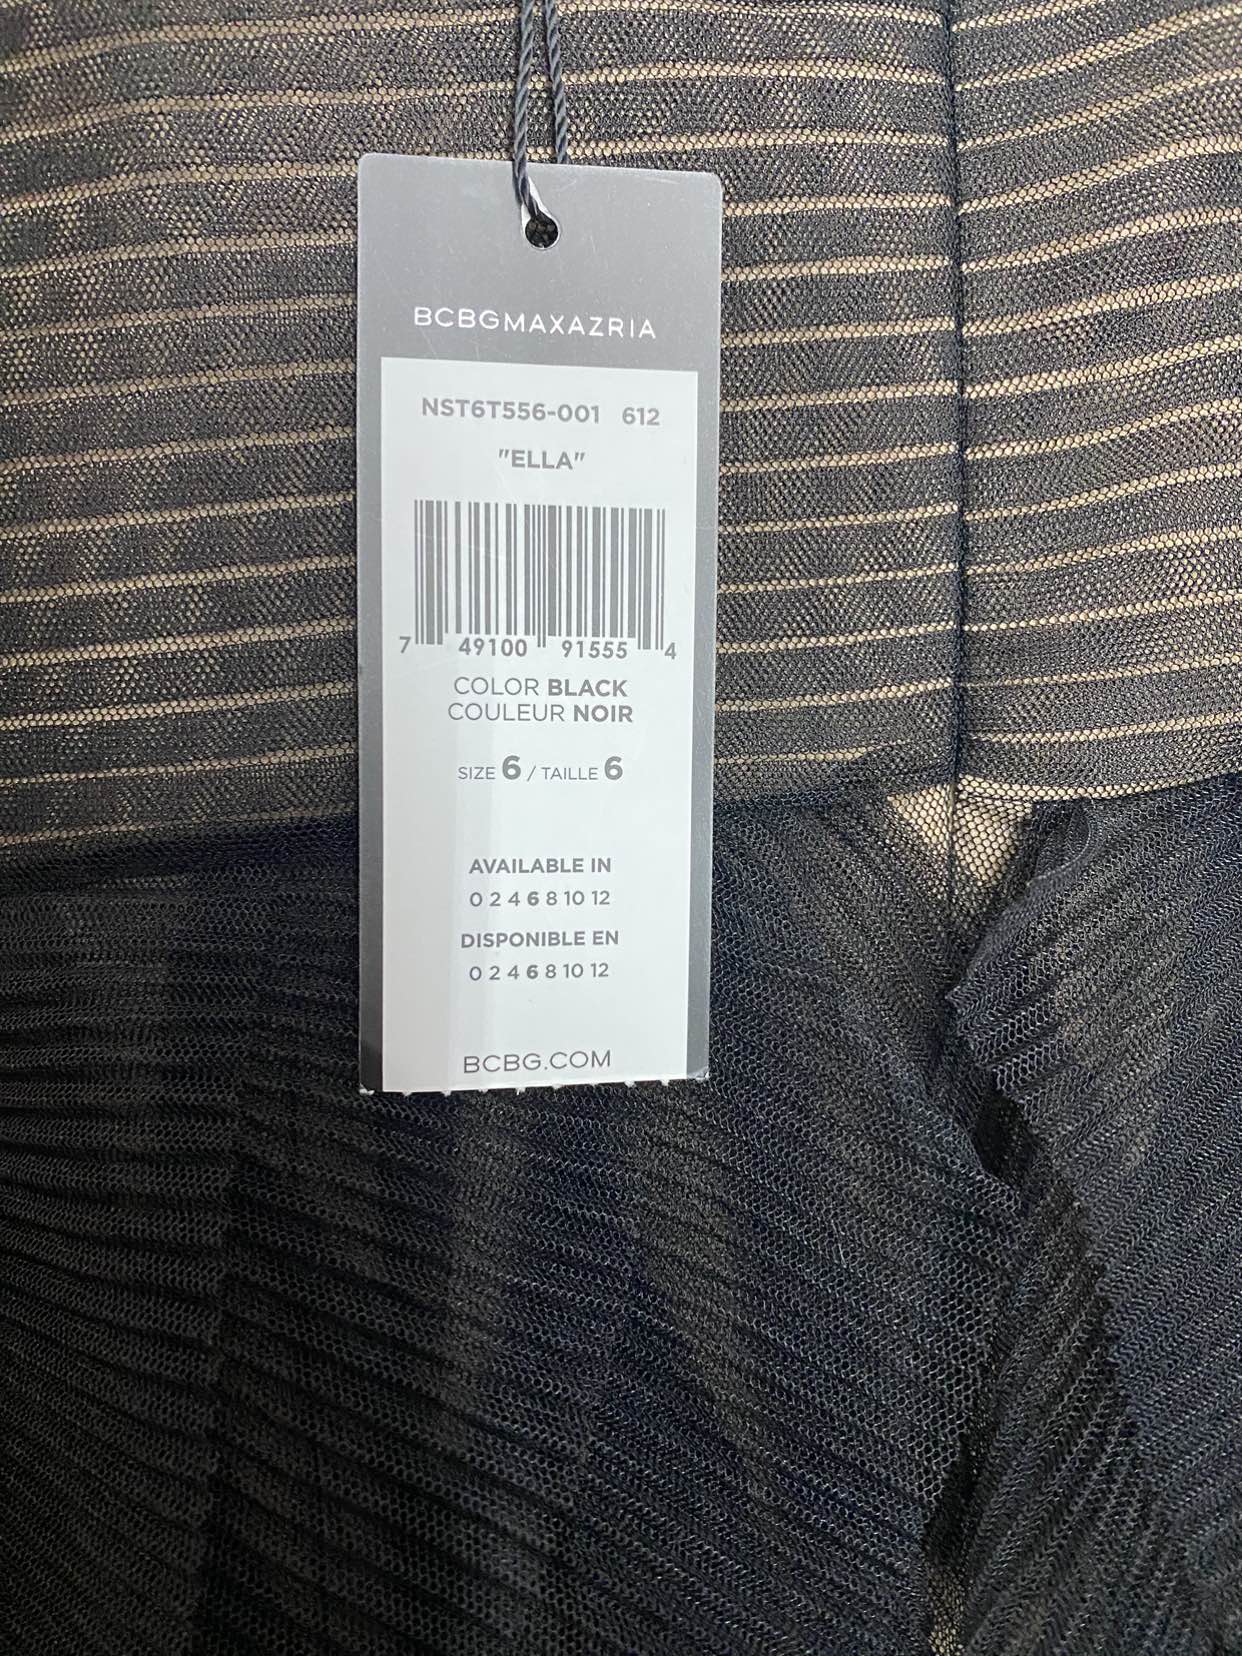 BCBGMAXAZRIA
NST6T556-001 612
"ELLA"
7 49100 91555 4
COLOR BLACK
COULEUR NOIR
SIZE 6 / TAILLE 6
AVAILABLE IN
0 2 4 6 8 10 12
DISPONIBLE EN
0 2 4 6 8 10 12
BCBG.COM